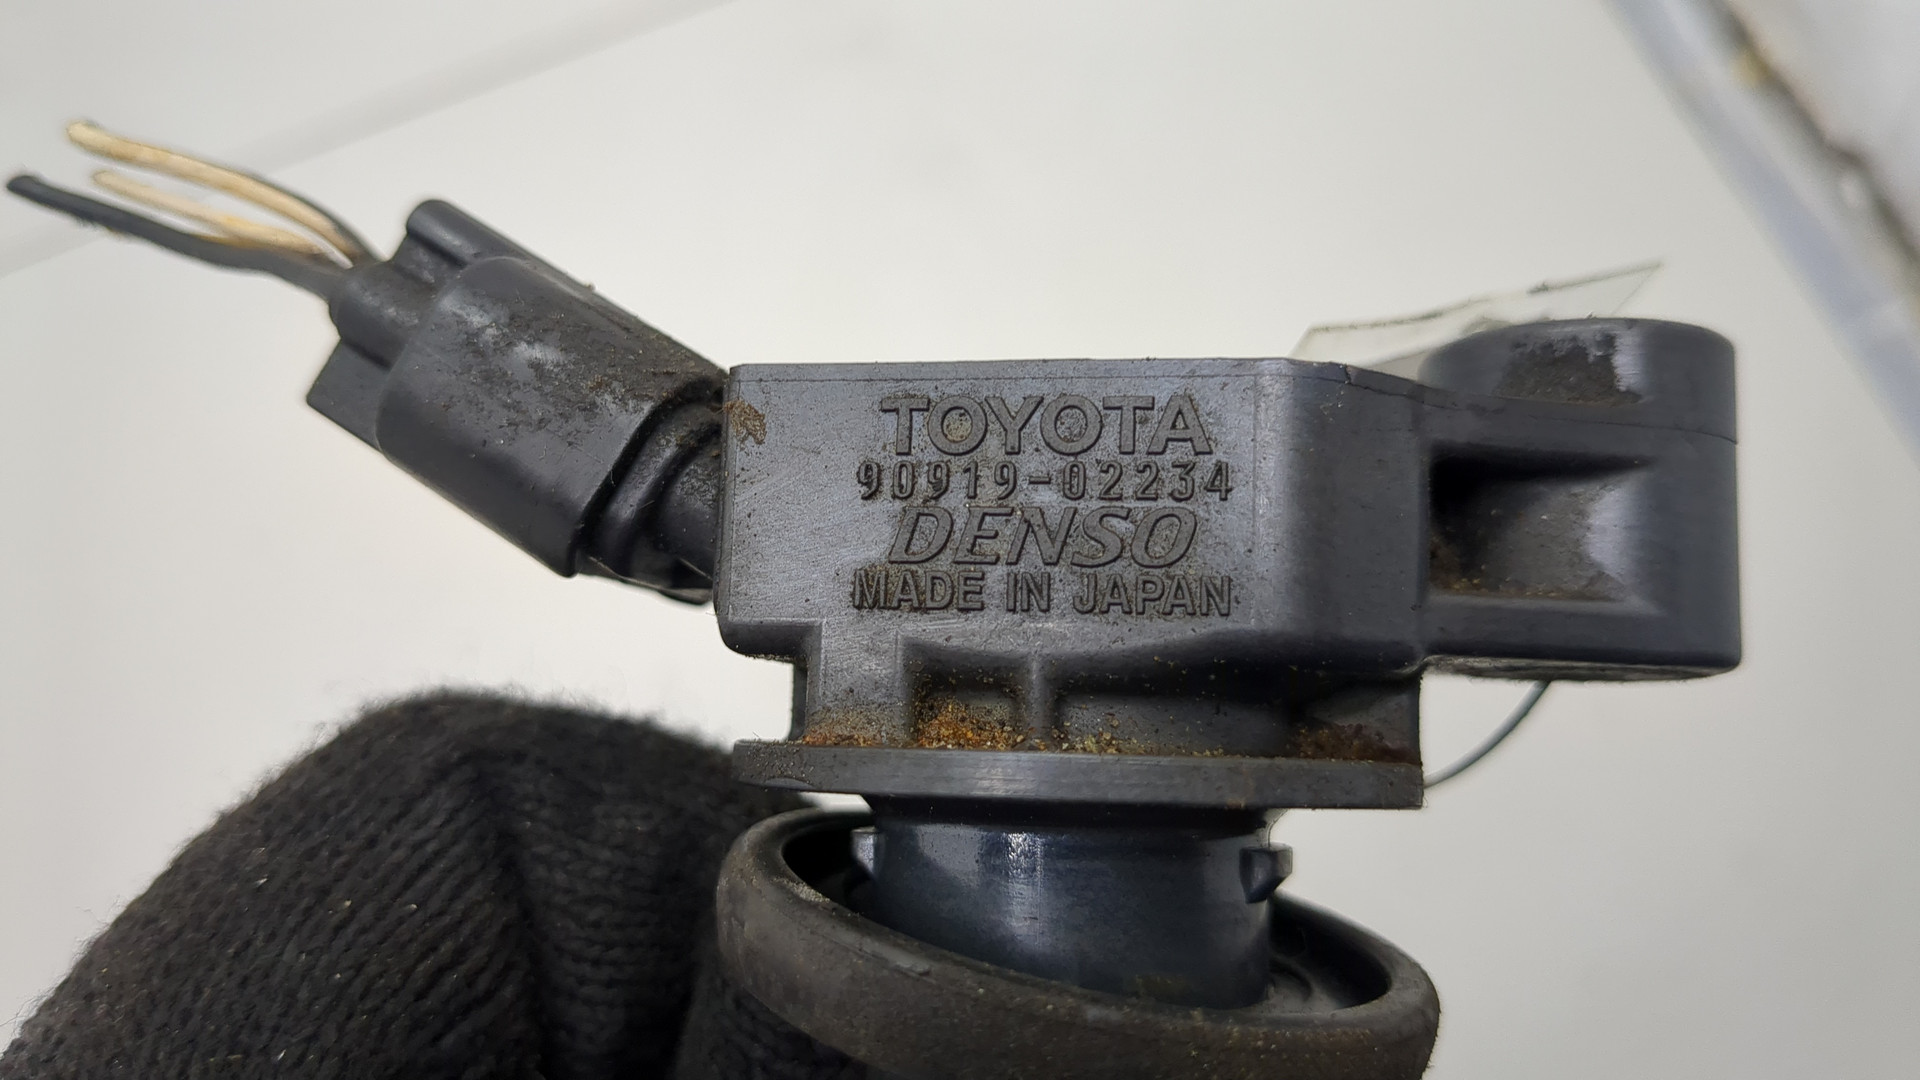 TOYOTA
90919-02234
DENSO
MADE IN JAPAN